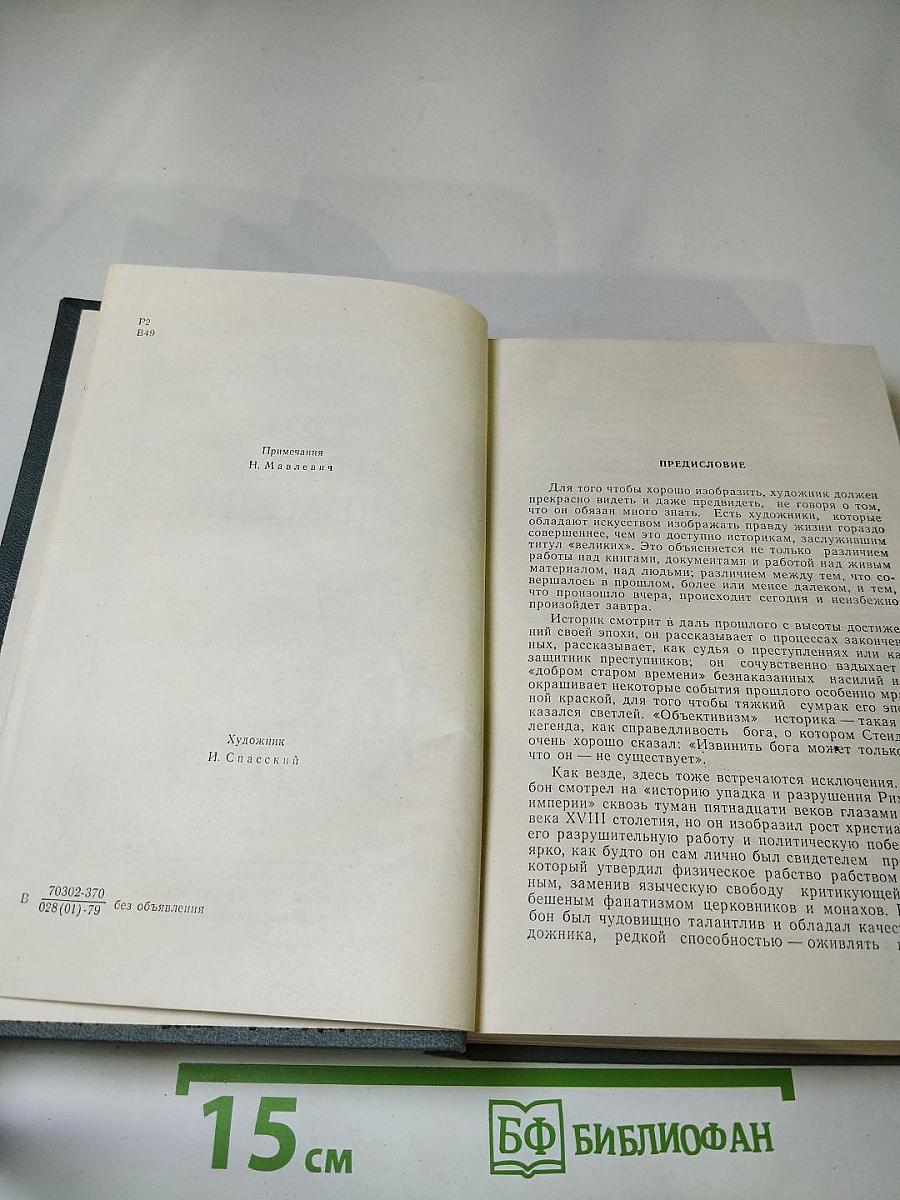 Р2
В49
Примечания
Н. Мавлевич
Художник
И. Спасский
В 70302-370
028(01)-79 без объявления
ПРЕДИСЛОВИЕ
Для того чтобы хорошо изобразить, художник должен
прекрасно видеть и даже предвидеть, не говоря о том,
что он обязан много знать. Есть художники, которые
обладают искусством изображать правду жизни гораздо
совершеннее, чем это доступно историкам, заслужившим
титул «великих». Это объясняется не только различием
работы над книгами, документами и работой над живым
материалом, над людьми; различием между тем, что со-
вершалось в прошлом, более или менее далеком, и тем,
что произошло вчера, происходит сегодня и неизбежно
произойдет завтра.
Историк смотрит в даль прошлого с высоты достиже
ний своей эпохи, он рассказывает о процессах закончен
ных, рассказывает, как судья о преступлениях или ка
защитник преступников; он сочувственно вздыхает
«добром старом времени» безнаказанных насилий и
окрашивает некоторые события прошлого особенно мра
ной краской, для того чтобы тяжкий сумрак его эпо
казался светлей. «Объективизм» историка — такая
легенда, как справедливость бога, о котором Стенд
очень хорошо сказал: «Извинить бога может только
что он — не существует».
Как везде, здесь тоже встречаются исключения.
бон смотрел на «историю упадка и разрушения Рим
империи» сквозь туман пятнадцати веков глазами
века XVIII столетия, но он изобразил рост христиа
его разрушительную работу и политическую побе
ярко, как будто он сам лично был свидетелем пр
который утвердил физическое рабство рабством
ным, заменив языческую свободу критикующей
бешеным фанатизмом церковников и монахов.
бон был чудовищно талантлив и обладал качест
дожника, редкой способностью — оживлять
15 см
БФ БИБЛИОФАН